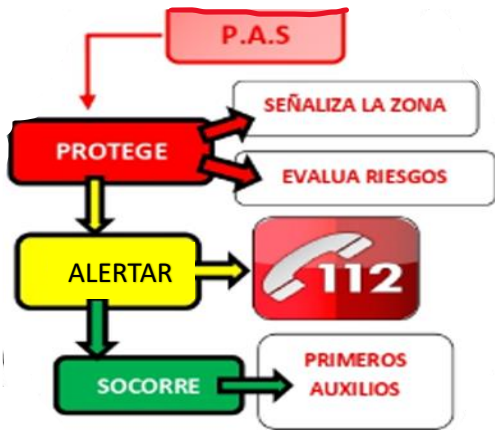 P.A.S
SEÑALIZA LA ZONA
PROTEGE
EVALUA RIESGOS
ALERTAR
112
SOCORRE
PRIMEROS
AUXILIOS